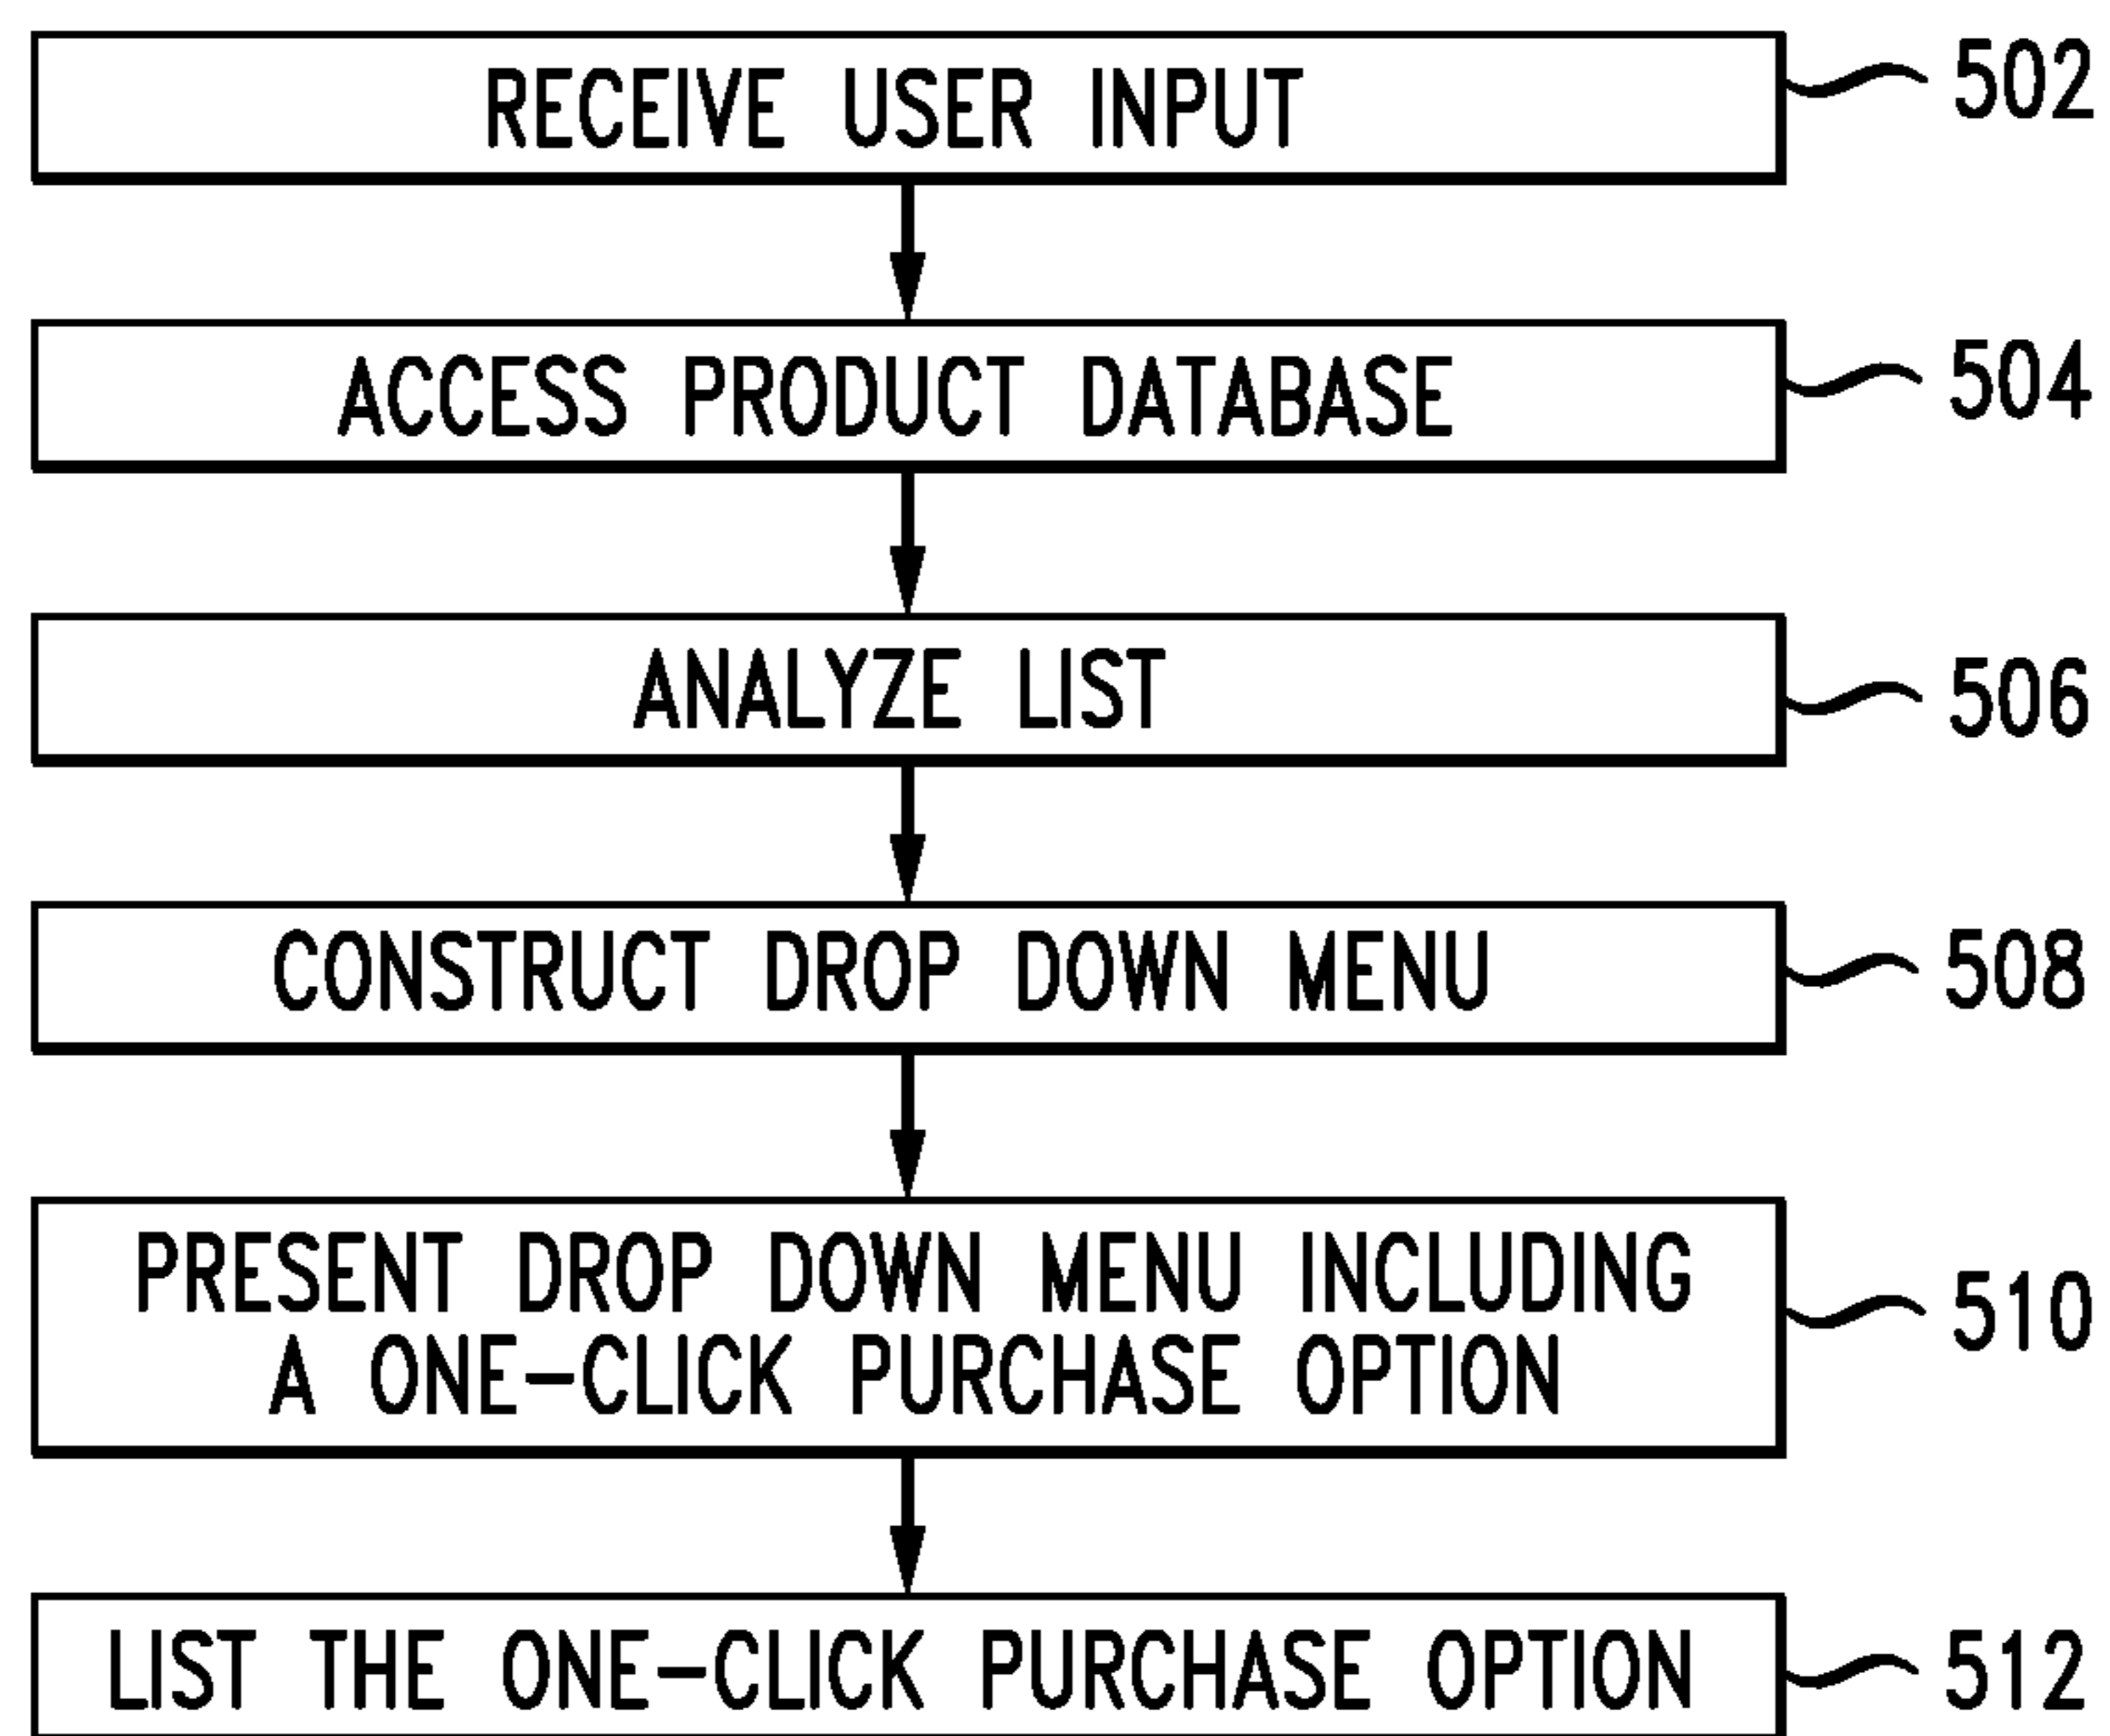 RECEIVE USER INPUT
502
ACCESS PRODUCT DATABASE
504
ANALYZE LIST
506
CONSTRUCT DROP DOWN MENU
508
PRESENT DROP DOWN MENU INCLUDING
A ONE-CLICK PURCHASE OPTION
510
LIST THE ONE-CLICK PURCHASE OPTION
512